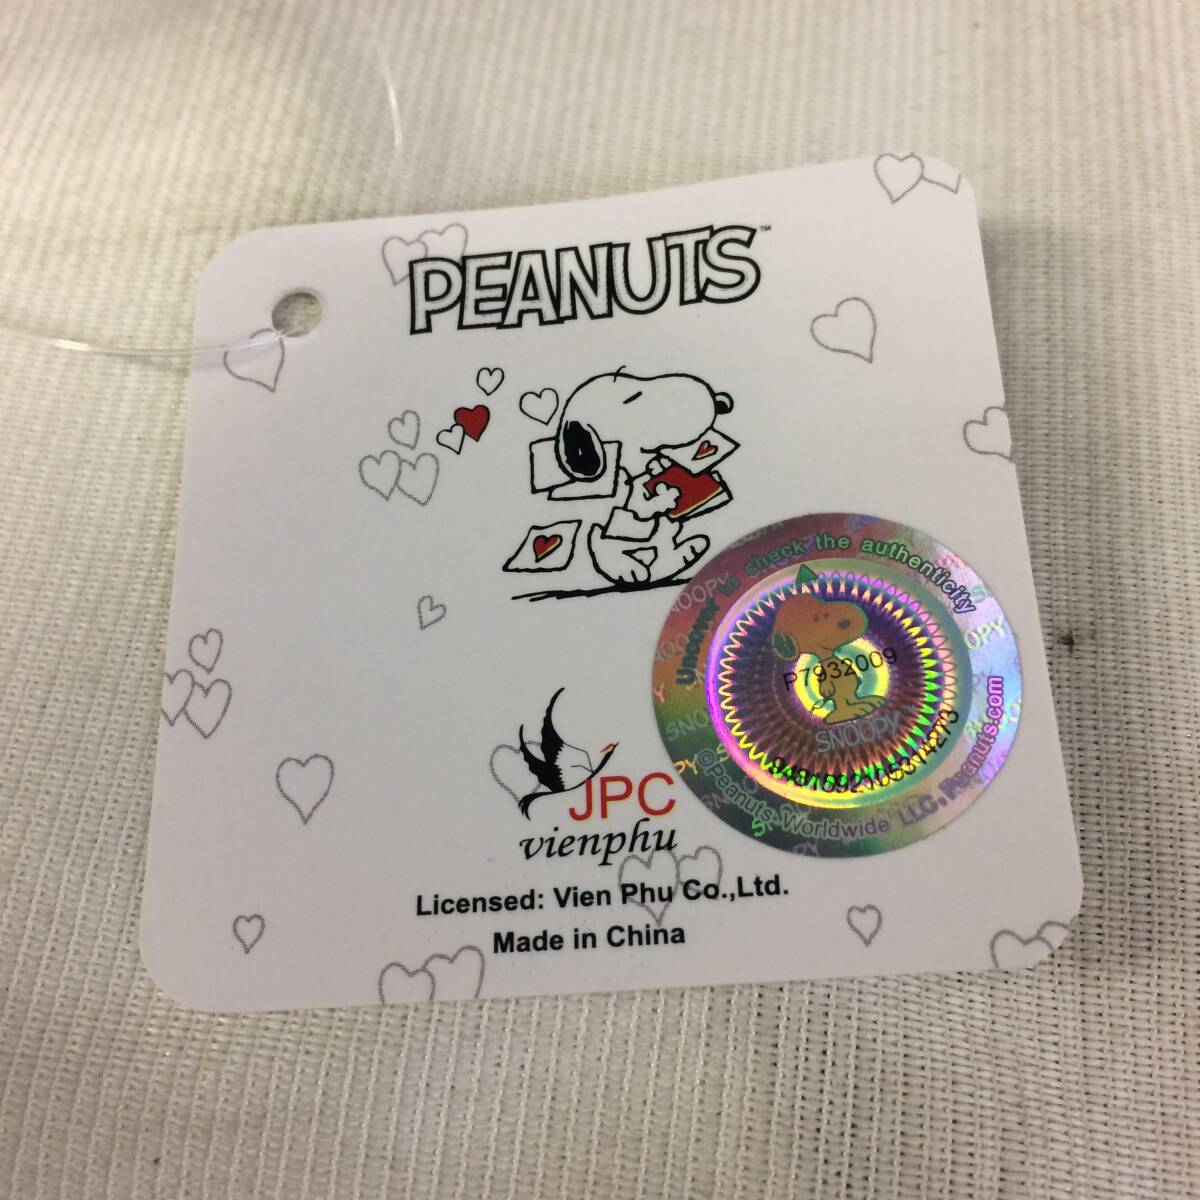 PEANUTS™
Uncover to check the authenticity
P7932009
SNOOPY
©Peanuts Worldwide LLC, Peanuts.com
JPC
vienphu
Licensed: Vien Phu Co.,Ltd.
Made in China